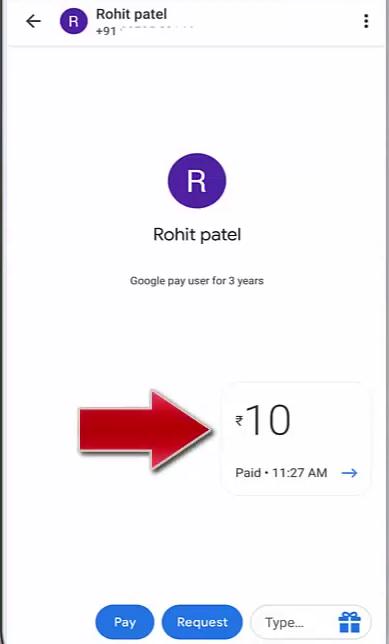 R
Rohit patel
+91
R
Rohit patel
Google pay user for 3 years
₹10
Paid • 11:27 AM
Pay
Request
Type...